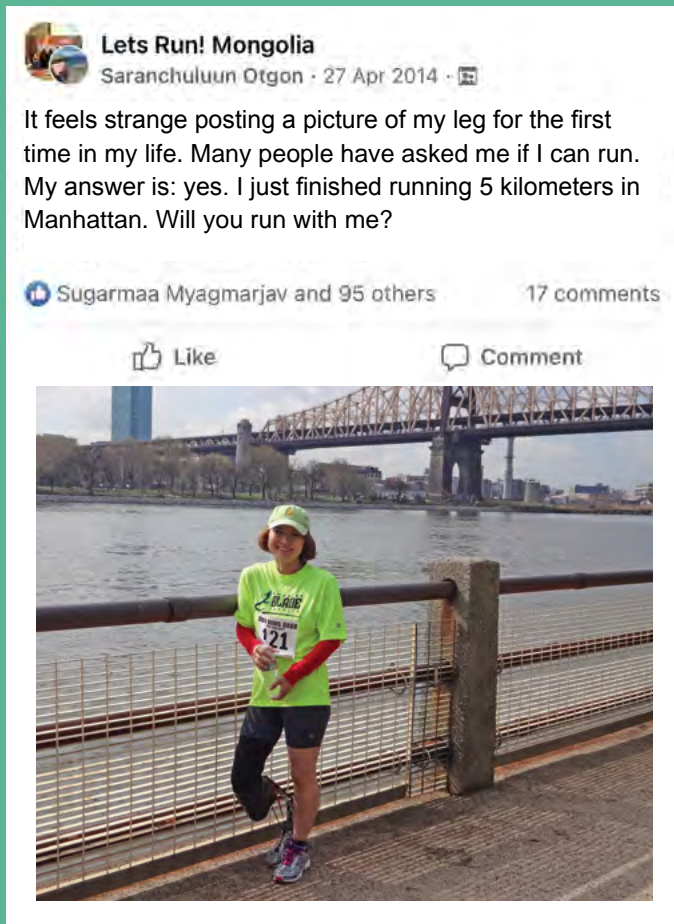 Lets Run! Mongolia
Saranchuluun Otgon · 27 Apr 2014 ·
It feels strange posting a picture of my leg for the first
time in my life. Many people have asked me if I can run.
My answer is: yes. I just finished running 5 kilometers in
Manhattan. Will you run with me?
Sugarmaa Myagmarjav and 95 others 17 comments
Like Comment
BLADE
121